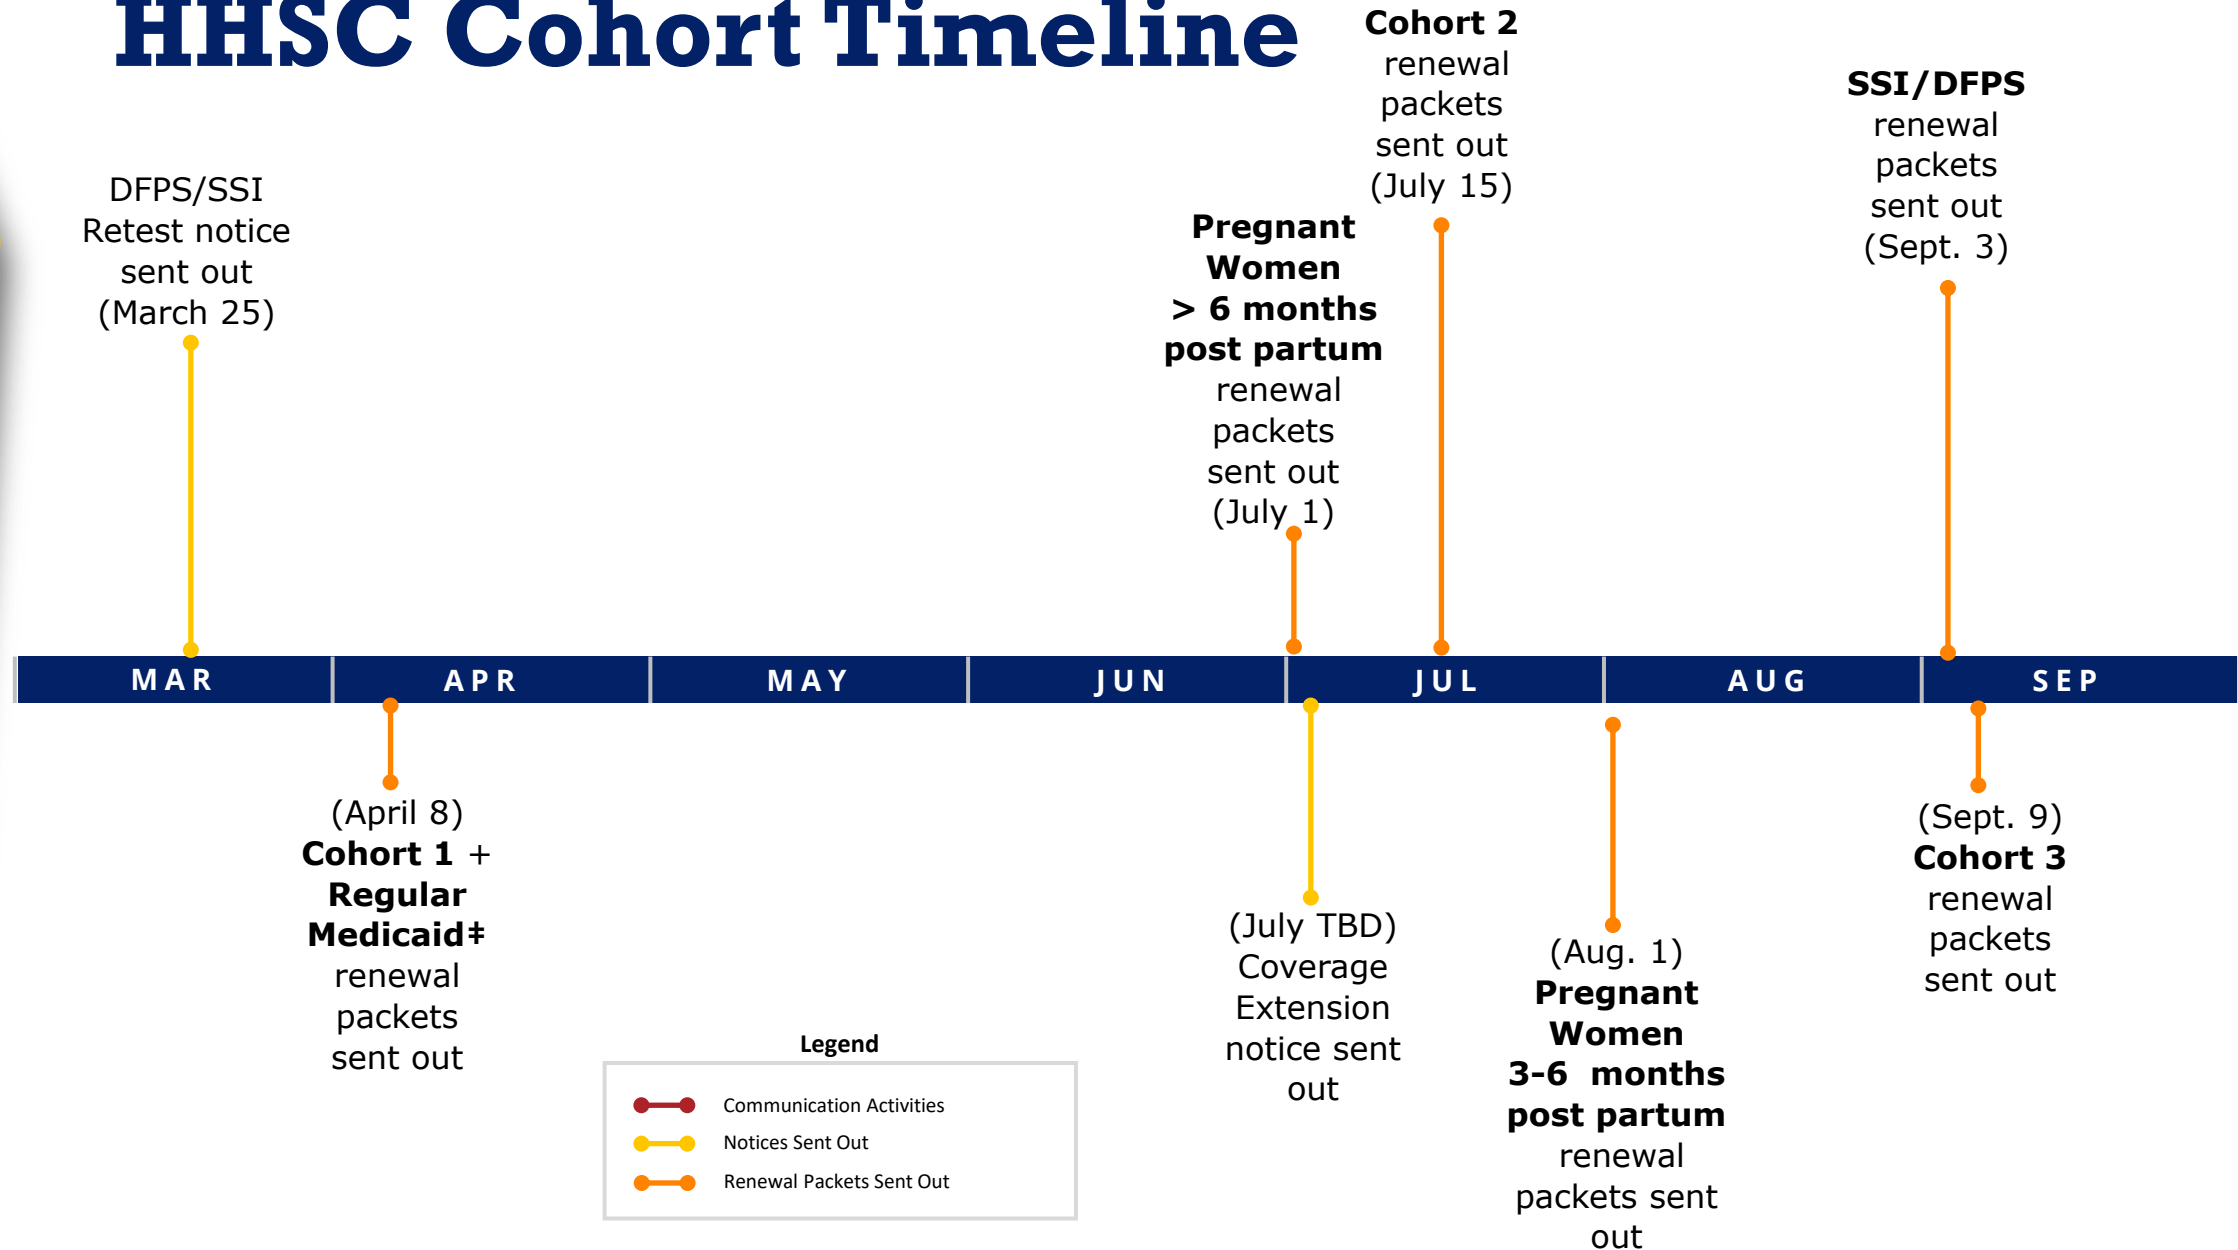 HHSC Cohort Timeline
DFPS/SSI
Retest notice
sent out
(March 25)
Pregnant
Women
> 6 months
post partum
renewal
packets
sent out
(July 1)
Cohort 2
renewal
packets
sent out
(July 15)
SSI/DFPS
renewal
packets
sent out
(Sept. 3)
MAR
APR
MAY
JUN
JUL
AUG
SEP
(April 8)
Cohort 1 +
Regular
Medicaid‡
renewal
packets
sent out
(July TBD)
Coverage
Extension
notice sent
out
(Aug. 1)
Pregnant
Women
3-6  months
post partum
renewal
packets sent
out
(Sept. 9)
Cohort 3
renewal
packets
sent out
Legend
Communication Activities
Notices Sent Out
Renewal Packets Sent Out